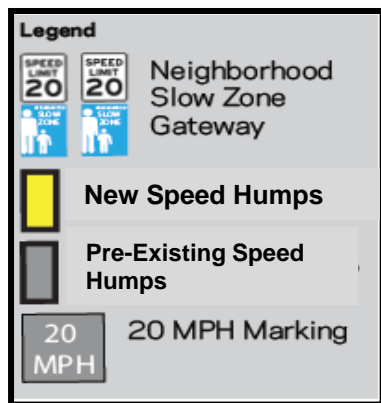 Legend
SPEED LIMIT 20 SPEED LIMIT 20
SLOW ZONE SLOW ZONE
Neighborhood
Slow Zone
Gateway
New Speed Humps
Pre-Existing Speed
Humps
20
MPH
20 MPH Marking